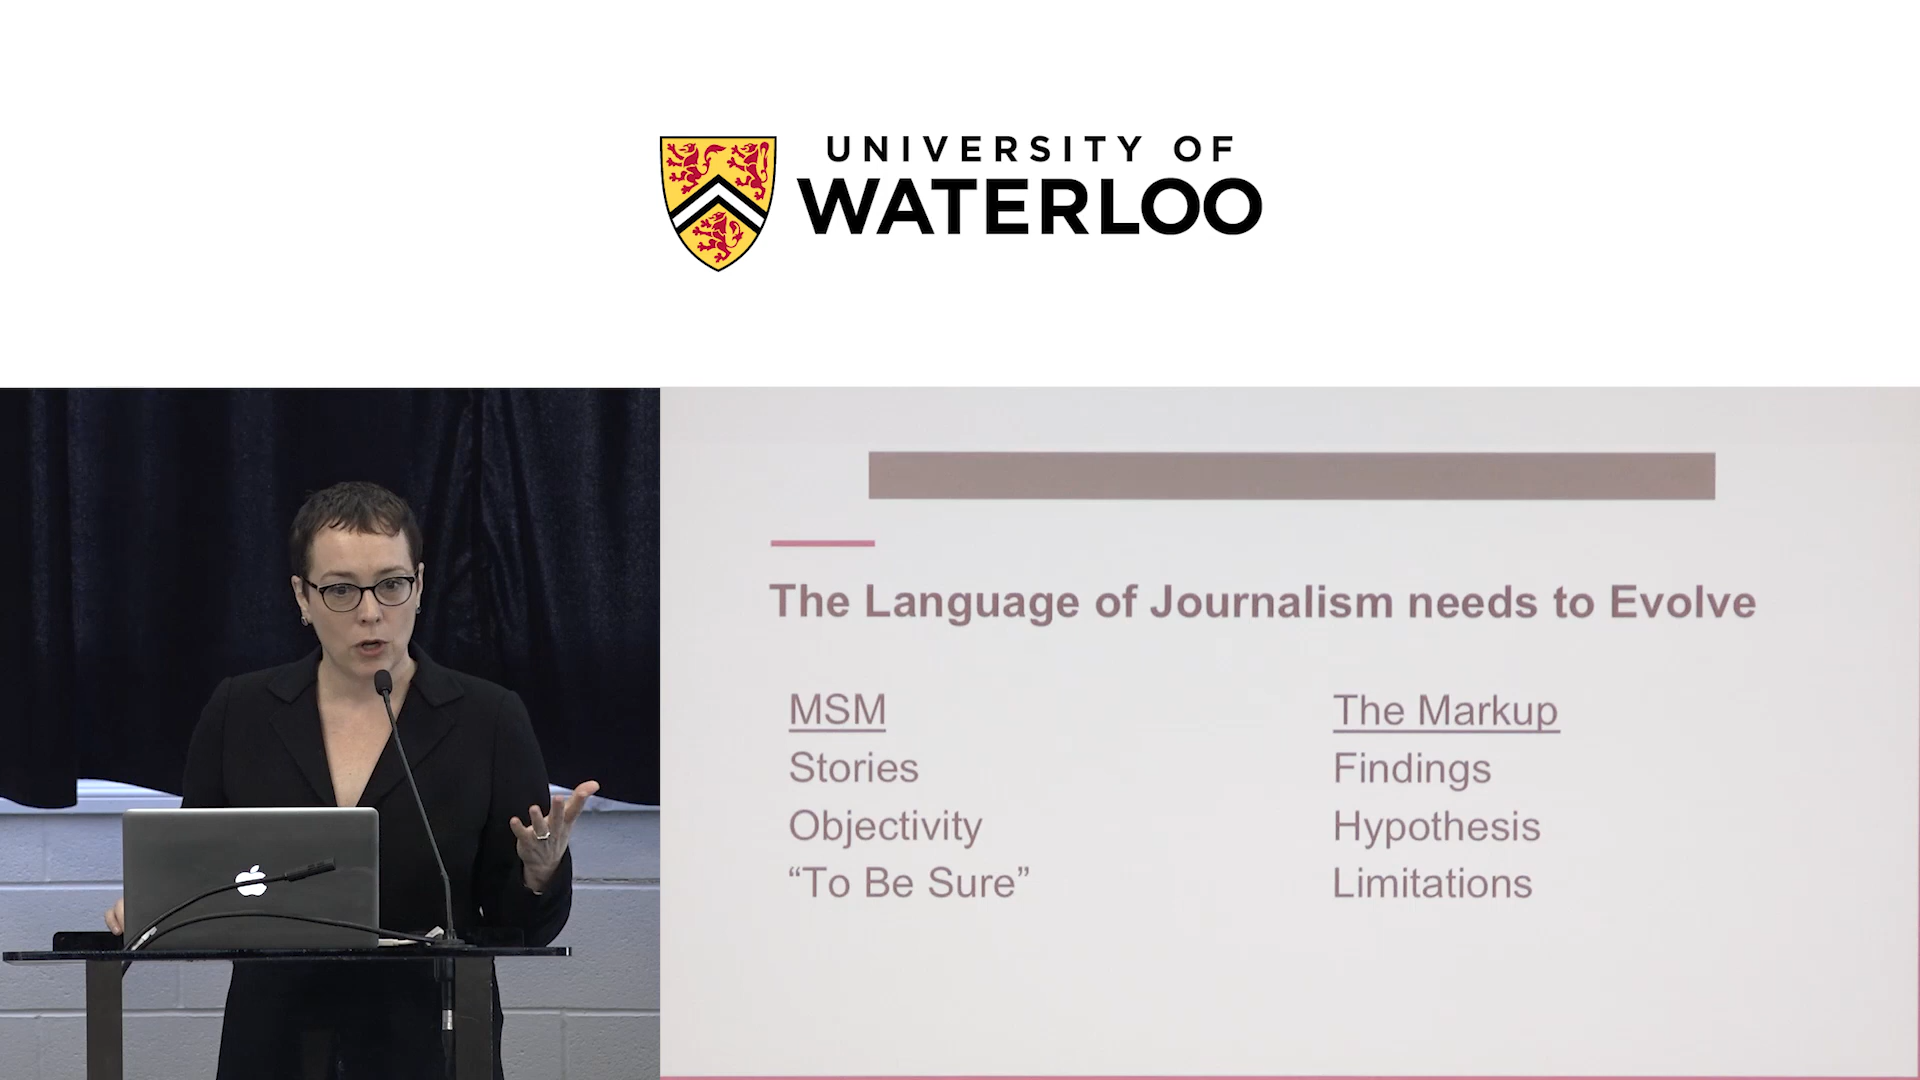 UNIVERSITY OF
WATERLOO
The Language of Journalism needs to Evolve
MSM
Stories
Objectivity
“To Be Sure”
The Markup
Findings
Hypothesis
Limitations